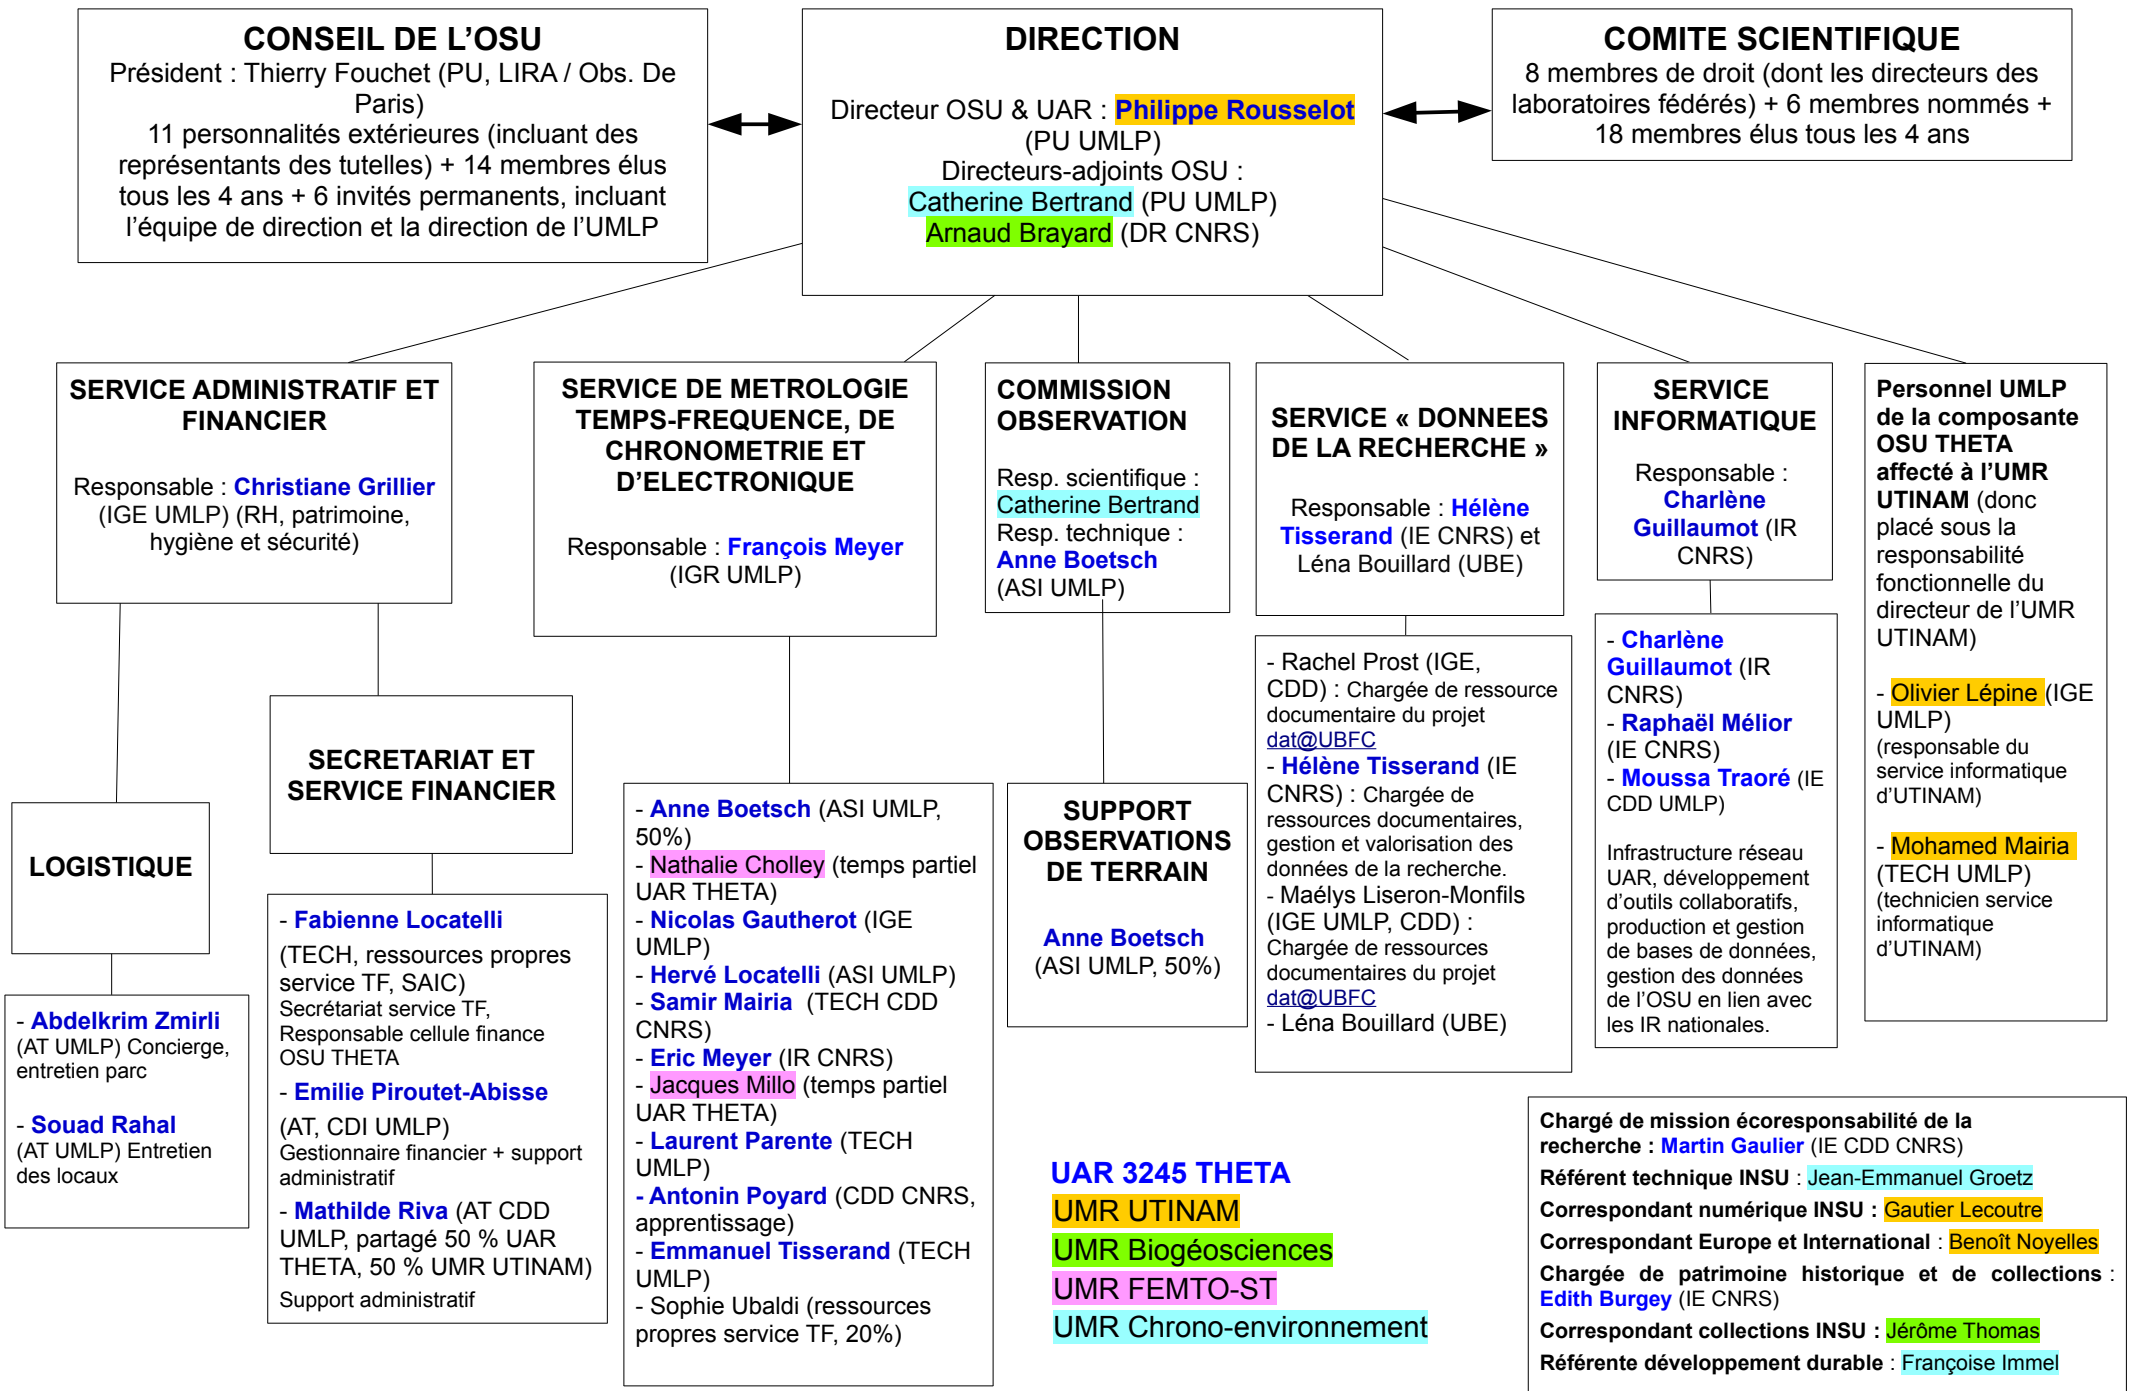 CONSEIL DE L’OSU
Président : Thierry Fouchet (PU, LIRA / Obs. De
Paris)
11 personnalités extérieures (incluant des
représentants des tutelles) + 14 membres élus
tous les 4 ans + 6 invités permanents, incluant
l’équipe de direction et la direction de l’UMLP
DIRECTION
Directeur OSU & UAR : Philippe Rousselot
(PU UMLP)
Directeurs-adjoints OSU :
Catherine Bertrand (PU UMLP)
Arnaud Brayard (DR CNRS)
COMITE SCIENTIFIQUE
8 membres de droit (dont les directeurs des
laboratoires fédérés) + 6 membres nommés +
18 membres élus tous les 4 ans
SERVICE ADMINISTRATIF ET
FINANCIER
Responsable : Christiane Grillier
(IGE UMLP) (RH, patrimoine,
hygiène et sécurité)
SERVICE DE METROLOGIE
TEMPS-FREQUENCE, DE
CHRONOMETRIE ET
D’ELECTRONIQUE
Responsable : François Meyer
(IGR UMLP)
COMMISSION
OBSERVATION
Resp. scientifique :
Catherine Bertrand
Resp. technique :
Anne Boetsch
(ASI UMLP)
SERVICE « DONNEES
DE LA RECHERCHE »
Responsable : Hélène
Tisserand (IE CNRS) et
Léna Bouillard (UBE)
SERVICE
INFORMATIQUE
Responsable :
Charlène
Guillaumot (IR
CNRS)
Personnel UMLP
de la composante
OSU THETA
affecté à l’UMR
UTINAM (donc
placé sous la
responsabilité
fonctionnelle du
directeur de l’UMR
UTINAM)
- Olivier Lépine (IGE
UMLP)
(responsable du
service informatique
d’UTINAM)
- Mohamed Mairia
(TECH UMLP)
(technicien service
informatique
d’UTINAM)
LOGISTIQUE
- Abdelkrim Zmirli
(AT UMLP) Concierge,
entretien parc
- Souad Rahal
(AT UMLP) Entretien
des locaux
SECRETARIAT ET
SERVICE FINANCIER
- Fabienne Locatelli
(TECH, ressources propres
service TF, SAIC)
Secrétariat service TF,
Responsable cellule finance
OSU THETA
- Emilie Piroutet-Abisse
(AT, CDI UMLP)
Gestionnaire financier + support
administratif
- Mathilde Riva (AT CDD
UMLP, partagé 50 % UAR
THETA, 50 % UMR UTINAM)
Support administratif
- Anne Boetsch (ASI UMLP,
50%)
- Nathalie Cholley (temps partiel
UAR THETA)
- Nicolas Gautherot (IGE
UMLP)
- Hervé Locatelli (ASI UMLP)
- Samir Mairia (TECH CDD
CNRS)
- Eric Meyer (IR CNRS)
- Jacques Millo (temps partiel
UAR THETA)
- Laurent Parente (TECH
UMLP)
- Antonin Poyard (CDD CNRS,
apprentissage)
- Emmanuel Tisserand (TECH
UMLP)
- Sophie Ubaldi (ressources
propres service TF, 20%)
SUPPORT
OBSERVATIONS
DE TERRAIN
Anne Boetsch
(ASI UMLP, 50%)
- Rachel Prost (IGE,
CDD) : Chargée de ressource
documentaire du projet
dat@UBFC
- Hélène Tisserand (IE
CNRS) : Chargée de
ressources documentaires,
gestion et valorisation des
données de la recherche.
- Maélys Liseron-Monfils
(IGE UMLP, CDD) :
Chargée de ressources
documentaires du projet
dat@UBFC
- Léna Bouillard (UBE)
- Charlène
Guillaumot (IR
CNRS)
- Raphaël Mélior
(IE CNRS)
- Moussa Traoré (IE
CDD UMLP)
Infrastructure réseau
UAR, développement
d’outils collaboratifs,
production et gestion
de bases de données,
gestion des données
de l’OSU en lien avec
les IR nationales.
UAR 3245 THETA
UMR UTINAM
UMR Biogéosciences
UMR FEMTO-ST
UMR Chrono-environnement
Chargé de mission écoresponsabilité de la
recherche : Martin Gaulier (IE CDD CNRS)
Référent technique INSU : Jean-Emmanuel Groetz
Correspondant numérique INSU : Gautier Lecoutre
Correspondant Europe et International : Benoît Noyelles
Chargée de patrimoine historique et de collections :
Edith Burgey (IE CNRS)
Correspondant collections INSU : Jérôme Thomas
Référente développement durable : Françoise Immel